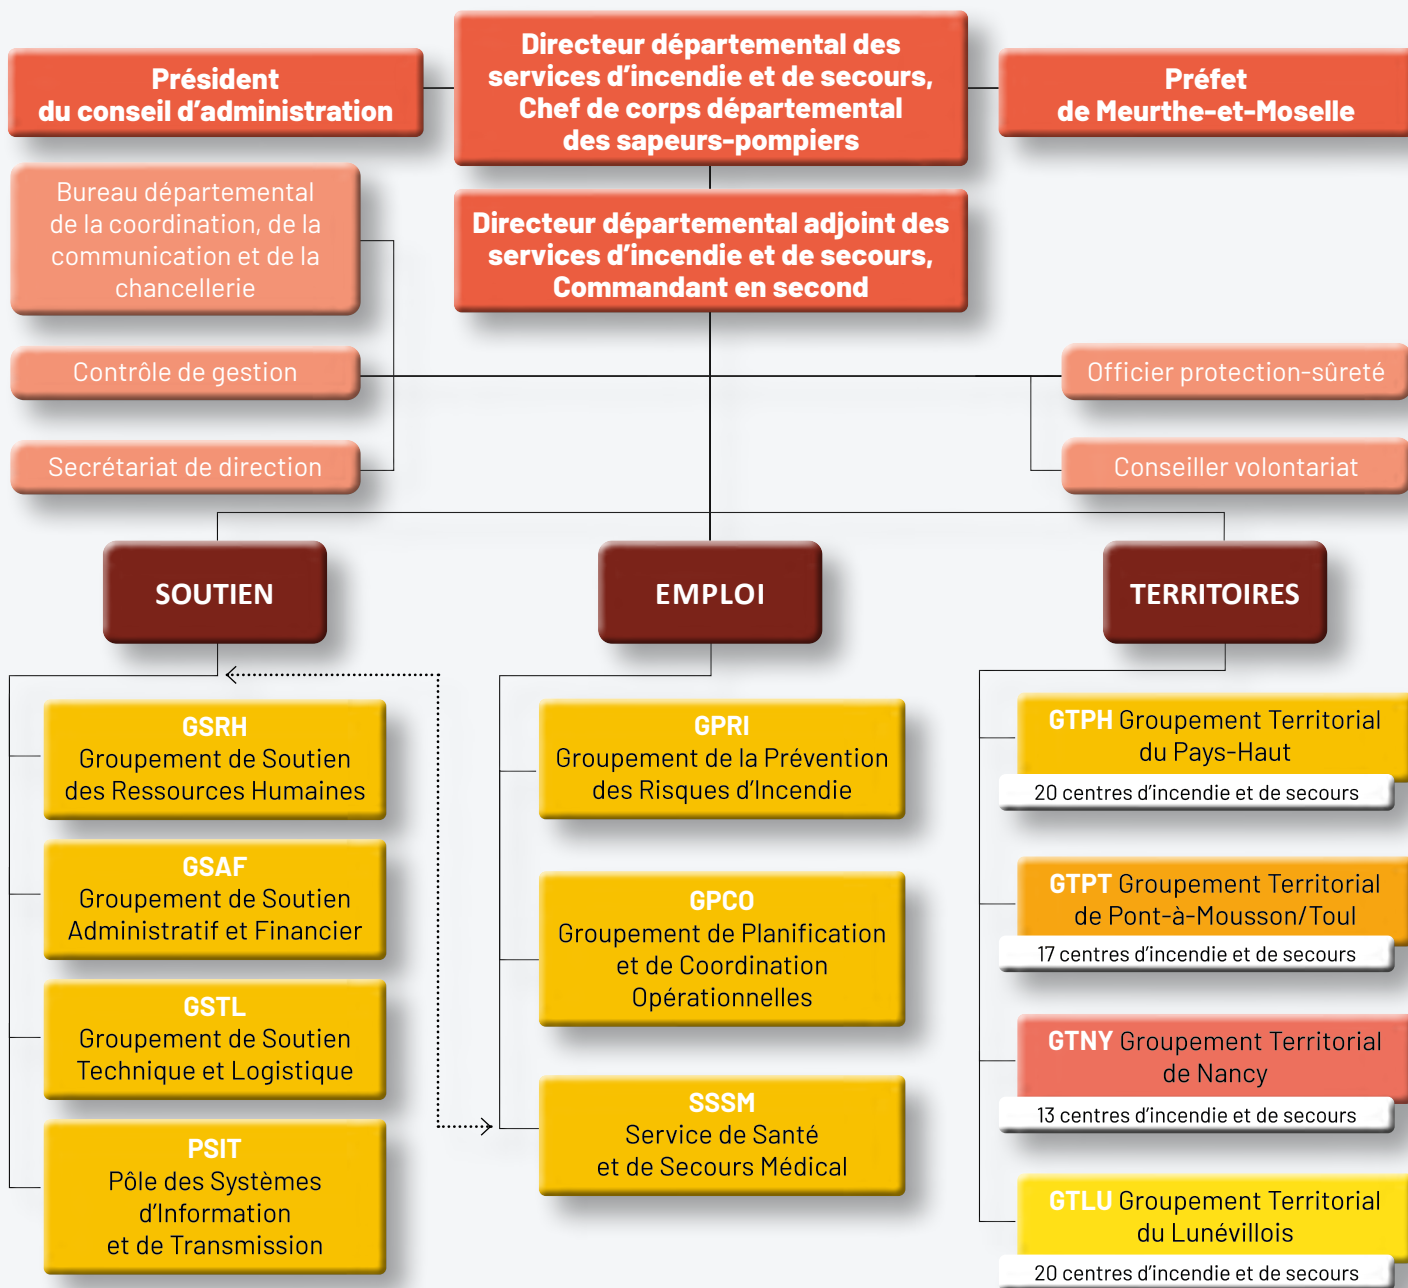 Président
du conseil d'administration
Directeur départemental des
services d'incendie et de secours,
Chef de corps départemental
des sapeurs-pompiers
Préfet
de Meurthe-et-Moselle
Bureau départemental
de la coordination, de la
communication et de la
chancellerie
Directeur départemental adjoint des
services d'incendie et de secours,
Commandant en second
Contrôle de gestion
Officier protection-sûreté
Secrétariat de direction
Conseiller volontariat
SOUTIEN
GSRH
Groupement de Soutien
des Ressources Humaines
GSAF
Groupement de Soutien
Administratif et Financier
GSTL
Groupement de Soutien
Technique et Logistique
PSIT
Pôle des Systèmes
d'Information
et de Transmission
EMPLOI
GPRI
Groupement de la Prévention
des Risques d'Incendie
GPCO
Groupement de Planification
et de Coordination
Opérationnelles
SSSM
Service de Santé
et de Secours Médical
TERRITOIRES
GTPH Groupement Territorial
du Pays-Haut
20 centres d'incendie et de secours
GTPT Groupement Territorial
de Pont-à-Mousson/Toul
17 centres d'incendie et de secours
GTNY Groupement Territorial
de Nancy
13 centres d'incendie et de secours
GTLU Groupement Territorial
du Lunévillois
20 centres d'incendie et de secours